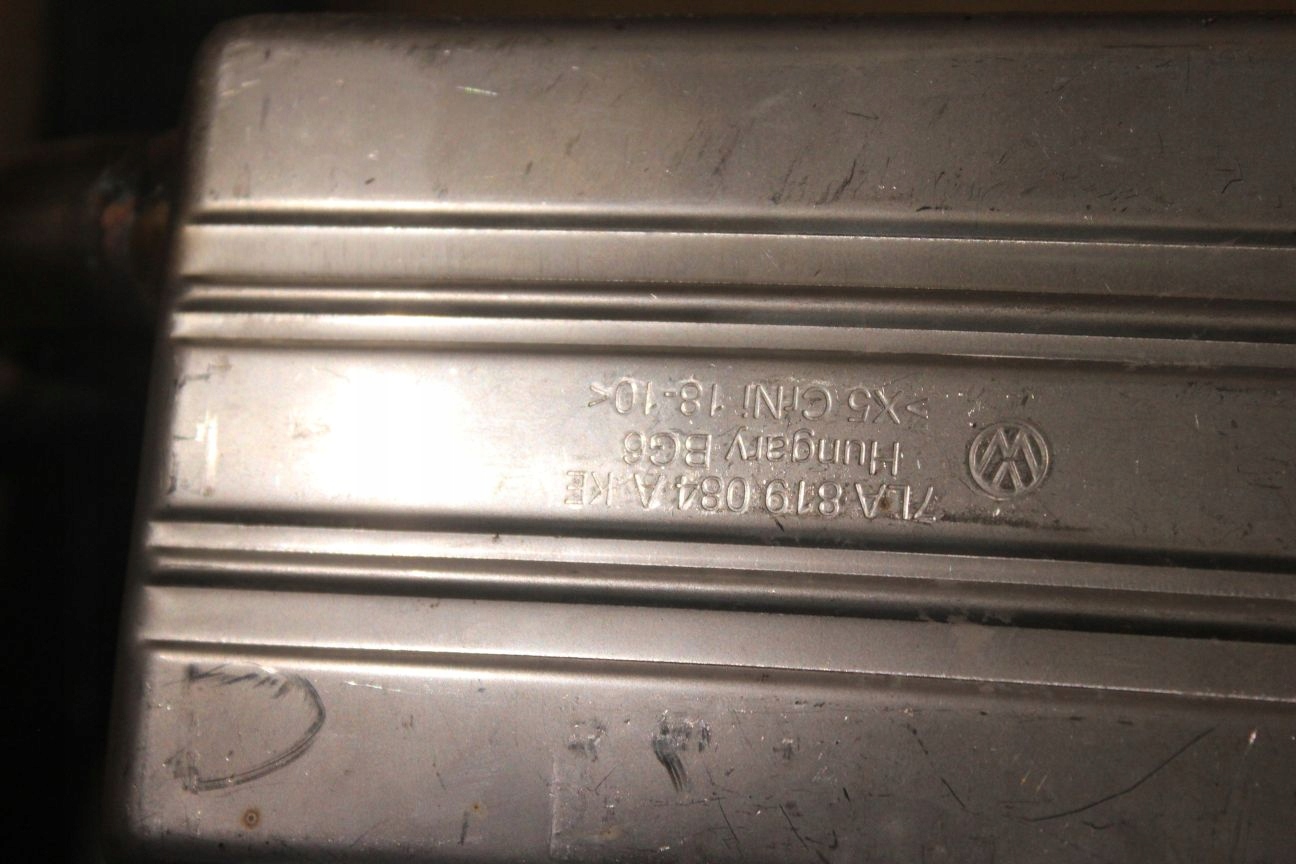 7LA 819 084 A KE
Hungary BG6
>X5 CrNi 18-10<